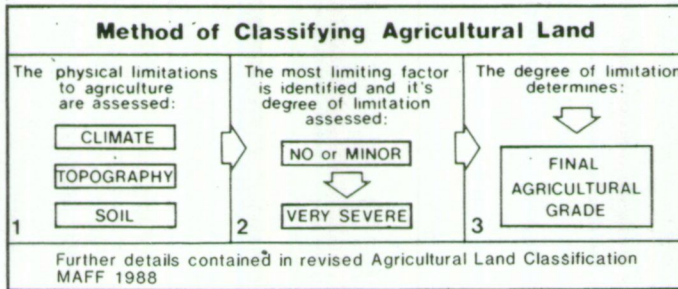 Method of Classifying Agricultural Land
The physical limitations
to agriculture
are assessed:
CLIMATE
TOPOGRAPHY
SOIL
1
The most limiting factor
is identified and it's
degree of limitation
assessed:
NO or MINOR
VERY SEVERE
2
The degree of limitation
determines:
FINAL
AGRICULTURAL
GRADE
3
Further details contained in revised Agricultural Land Classification
MAFF 1988